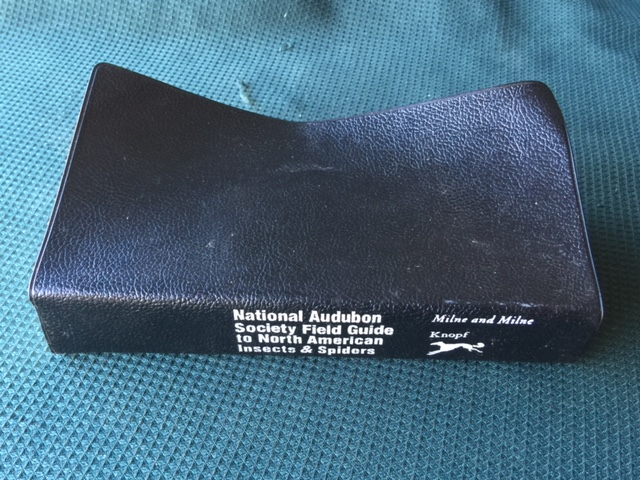 National Audubon
Society Field Guide
to North American
Insects & Spiders
Milne and Milne
Knopf